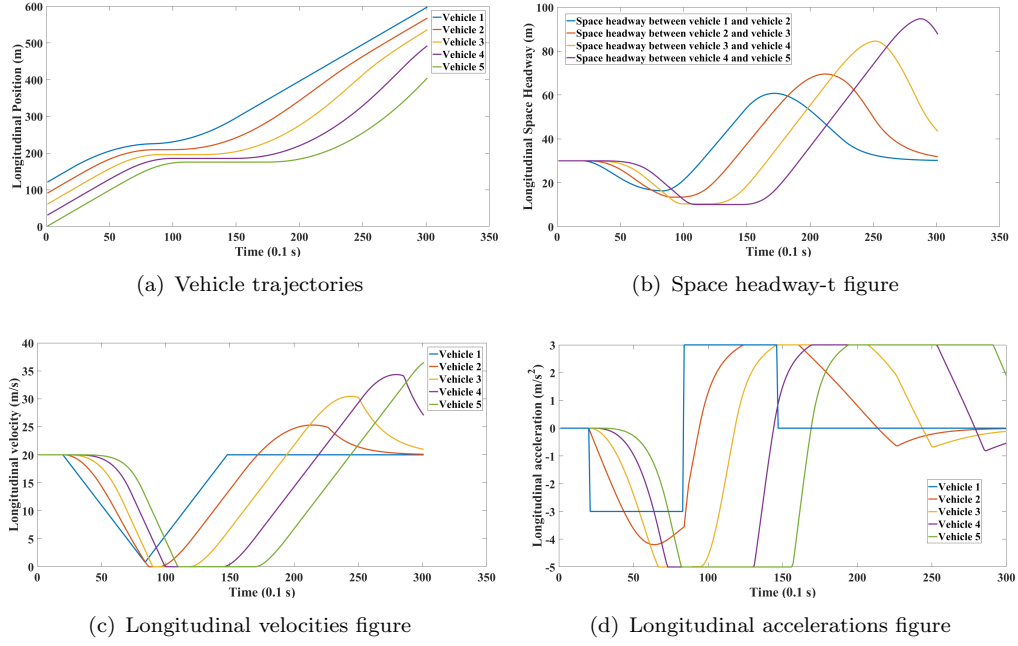 600
500
400
300
200
100
0
0 50 100 150 200 250 300 350
Longitudinal Position (m)
Time (0.1 s)
Vehicle 1
Vehicle 2
Vehicle 3
Vehicle 4
Vehicle 5
(a) Vehicle trajectories
100
80
60
40
20
0
0 50 100 150 200 250 300 350
Longitudinal Space Headway (m)
Time (0.1 s)
Space headway between vehicle 1 and vehicle 2
Space headway between vehicle 2 and vehicle 3
Space headway between vehicle 3 and vehicle 4
Space headway between vehicle 4 and vehicle 5
(b) Space headway-t figure
40
35
30
25
20
15
10
5
0
0 50 100 150 200 250 300 350
Longitudinal velocity (m/s)
Time (0.1 s)
Vehicle 1
Vehicle 2
Vehicle 3
Vehicle 4
Vehicle 5
(c) Longitudinal velocities figure
3
2
1
0
-1
-2
-3
-4
-5
0 50 100 150 200 250 300
Longitudinal acceleration (m/s²)
Time (0.1 s)
Vehicle 1
Vehicle 2
Vehicle 3
Vehicle 4
Vehicle 5
(d) Longitudinal accelerations figure